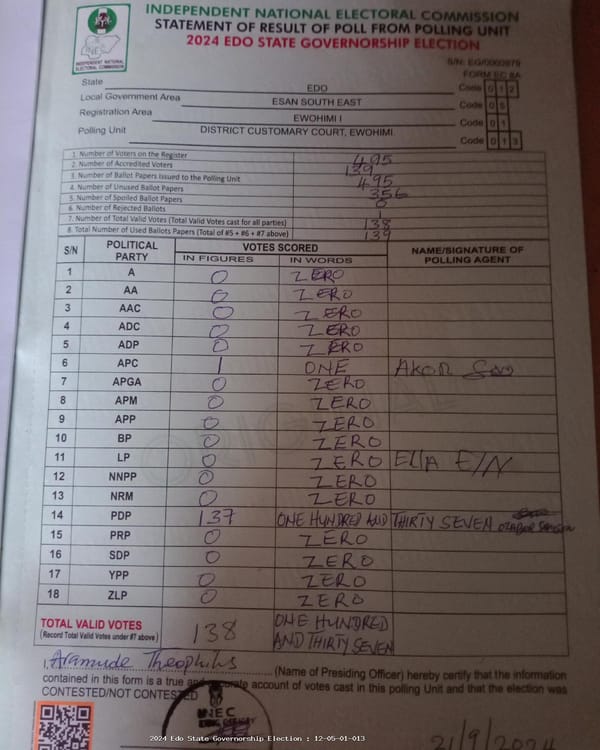 INDEPENDENT NATIONAL ELECTORAL COMMISSION
STATEMENT OF RESULT OF POLL FROM POLLING UNIT
2024 EDO STATE GOVERNORSHIP ELECTION
INEC
INDEPENDENT NATIONAL ELECTORAL COMMISSION
FORM EC 8A
State EDO Code 0 1 2
Local Government Area ESAN SOUTH EAST Code 0 5
Registration Area EWOHIMI I Code 0 1
Polling Unit DISTRICT CUSTOMARY COURT, EWOHIMI Code 0 1 3
1. Number of Voters on the Register 495
2. Number of Accredited Voters 139
3. Number of Ballot Papers Issued to the Polling Unit 495
4. Number of Unused Ballot Papers 356
5. Number of Spoiled Ballot Papers 0
6. Number of Rejected Ballots 1
7. Number of Total Valid Votes (Total Valid Votes cast for all parties) 138
8. Total Number of Used Ballots Papers (Total of #5 + #6 + #7 above) 139
S/N POLITICAL PARTY VOTES SCORED NAME/SIGNATURE OF POLLING AGENT
IN FIGURES IN WORDS
1 A 0 ZERO
2 AA 0 ZERO
3 AAC 0 ZERO
4 ADC 0 ZERO
5 ADP 0 ZERO
6 APC 1 ONE
7 APGA 0 ZERO
8 APM 0 ZERO
9 APP 0 ZERO
10 BP 0 ZERO
11 LP 0 ZERO
12 NNPP 0 ZERO
13 NRM 0 ZERO
14 PDP 137 ONE HUNDRED AND THIRTY SEVEN
15 PRP 0 ZERO
16 SDP 0 ZERO
17 YPP 0 ZERO
18 ZLP 0 ZERO
TOTAL VALID VOTES 138 ONE HUNDRED
(Record Total Valid Votes under #7 above) AND THIRTY SEVEN
I, Aramude Theophilus (Name of Presiding Officer) hereby certify that the information
contained in this form is a true and accurate account of votes cast in this polling Unit and that the election was
CONTESTED/NOT CONTESTED
INEC
21/9/2024
2024 Edo State Governorship Election : 12-05-01-013